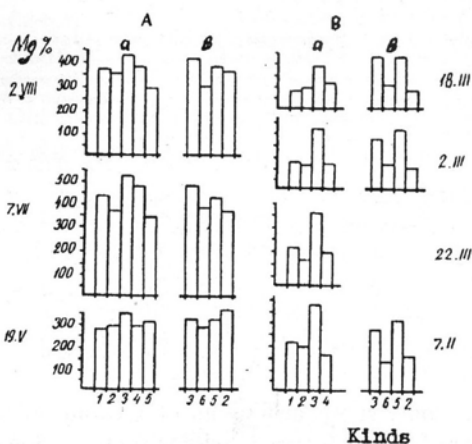 A
B
Mg %
a
в
a
в
400
300
200
100
2.VIII
18.III
2.III
500
400
300
200
100
7.VII
22.III
300
200
100
19.V
7.II
1 2 3 4 5
3 6 5 2
1 2 3 4
3 6 5 2
Kinds